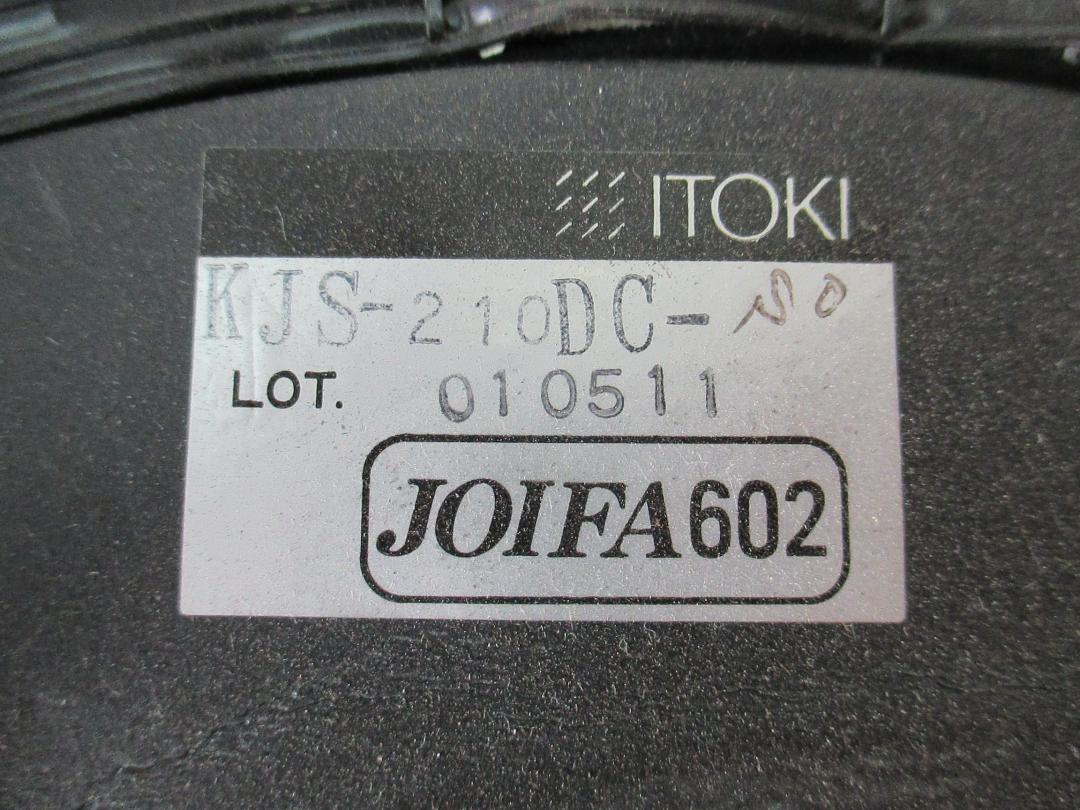 ITOKI
KJS-210DC-
LOT. 010511
JOIFA602